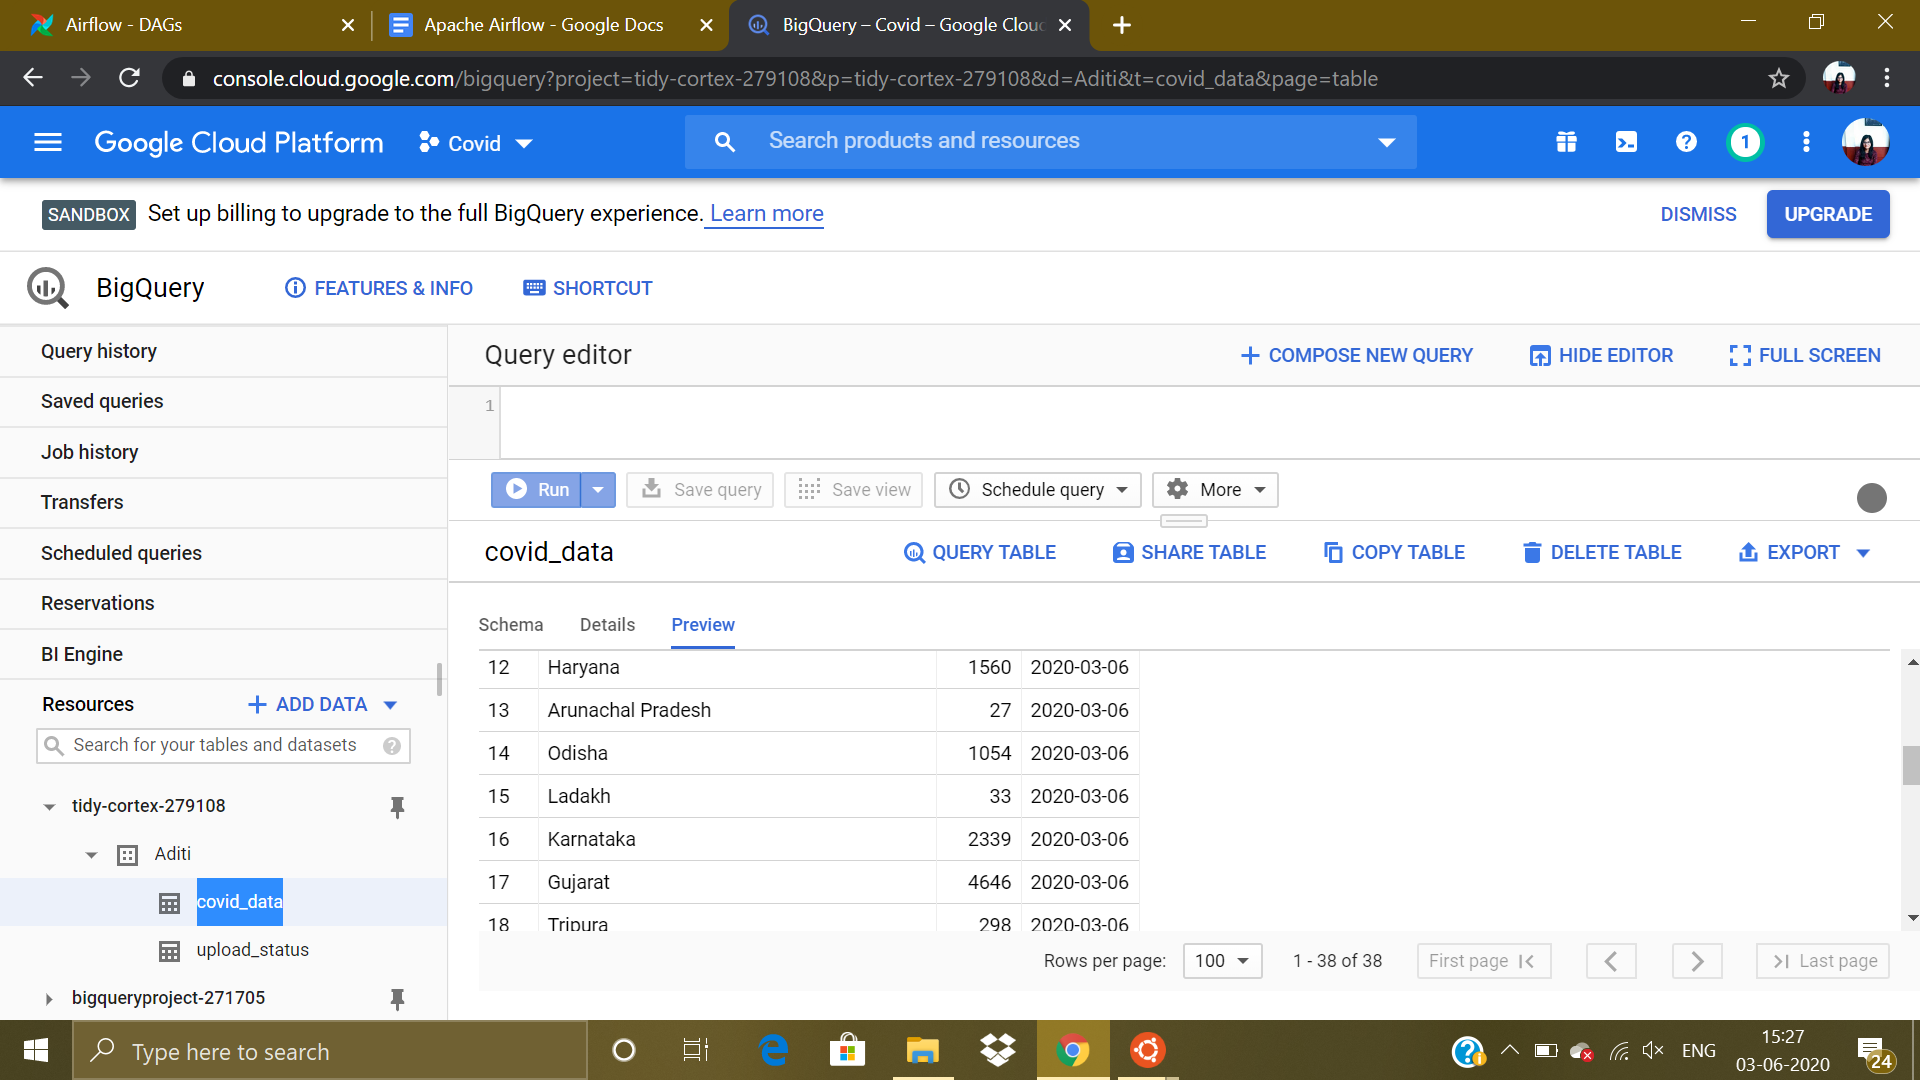 Airflow - DAGs
Apache Airflow - Google Docs
BigQuery – Covid – Google Clou
console.cloud.google.com/bigquery?project=tidy-cortex-279108&p=tidy-cortex-279108&d=Aditi&t=covid_data&page=table
Google Cloud Platform
Covid
Search products and resources
1
SANDBOX Set up billing to upgrade to the full BigQuery experience. Learn more
DISMISS
UPGRADE
BigQuery
FEATURES & INFO
SHORTCUT
Query history
Saved queries
Job history
Transfers
Scheduled queries
Reservations
BI Engine
Resources
+ ADD DATA
Search for your tables and datasets
tidy-cortex-279108
Aditi
covid_data
upload_status
bigqueryproject-271705
Query editor
+ COMPOSE NEW QUERY
HIDE EDITOR
FULL SCREEN
1
Run
Save query
Save view
Schedule query
More
covid_data
QUERY TABLE
SHARE TABLE
COPY TABLE
DELETE TABLE
EXPORT
Schema Details Preview
12 Haryana 1560 2020-03-06
13 Arunachal Pradesh 27 2020-03-06
14 Odisha 1054 2020-03-06
15 Ladakh 33 2020-03-06
16 Karnataka 2339 2020-03-06
17 Gujarat 4646 2020-03-06
18 Tripura 298 2020-03-06
Rows per page: 100 1 - 38 of 38 First page Last page
Type here to search
ENG
15:27
03-06-2020
24